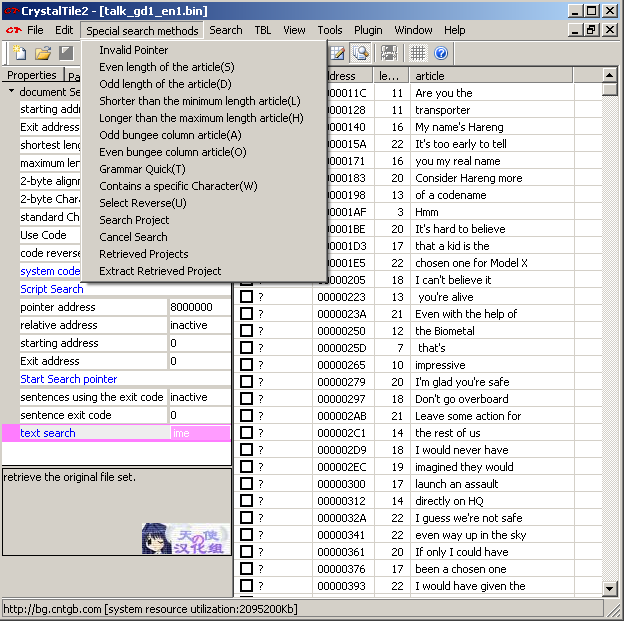 CrystalTile2 - [talk_gd1_en1.bin]
File Edit Special search methods Search TBL View Tools Plugin Window Help
Invalid Pointer
Even length of the article(S)
Odd length of the article(D)
Shorter than the minimum length article(L)
Longer than the maximum length article(H)
Odd bungee column article(A)
Even bungee column article(O)
Grammar Quick(T)
Contains a specific Character(W)
Select Reverse(U)
Search Project
Cancel Search
Retrieved Projects
Extract Retrieved Project
Properties Pa
document Se
starting addr
Exit address
shortest leng
maximum len
2-byte alignm
2-byte Char
standard Ch
Use Code
code reverse
system code
Script Search
pointer address 8000000
relative address inactive
starting address 0
Exit address 0
Start Search pointer
sentences using the exit code inactive
sentence exit code 0
text search ime
retrieve the original file set.
天の使
汉化组
address le... article
0000011C 11 Are you the
00000128 11 transporter
00000140 16 My name's Hareng
0000015A 22 It's too early to tell
00000171 16 you my real name
00000183 20 Consider Hareng more
00000198 13 of a codename
000001AF 3 Hmm
000001BE 20 It's hard to believe
000001D3 17 that a kid is the
000001E5 22 chosen one for Model X
00000205 18 I can't believe it
? 00000223 13 you're alive
? 0000023A 21 Even with the help of
? 00000250 12 the Biometal
? 0000025D 7 that's
? 00000265 10 impressive
? 00000279 20 I'm glad you're safe
? 00000297 18 Don't go overboard
? 000002AB 21 Leave some action for
? 000002C1 14 the rest of us
? 000002D9 18 I would never have
? 000002EC 19 imagined they would
? 00000300 17 launch an assault
? 00000312 14 directly on HQ
? 0000032A 22 I guess we're not safe
? 00000341 22 even way up in the sky
? 00000361 20 If only I could have
? 00000376 17 been a chosen one
? 00000393 22 I would have given the
http://bg.cntgb.com [system resource utilization:2095200Kb]